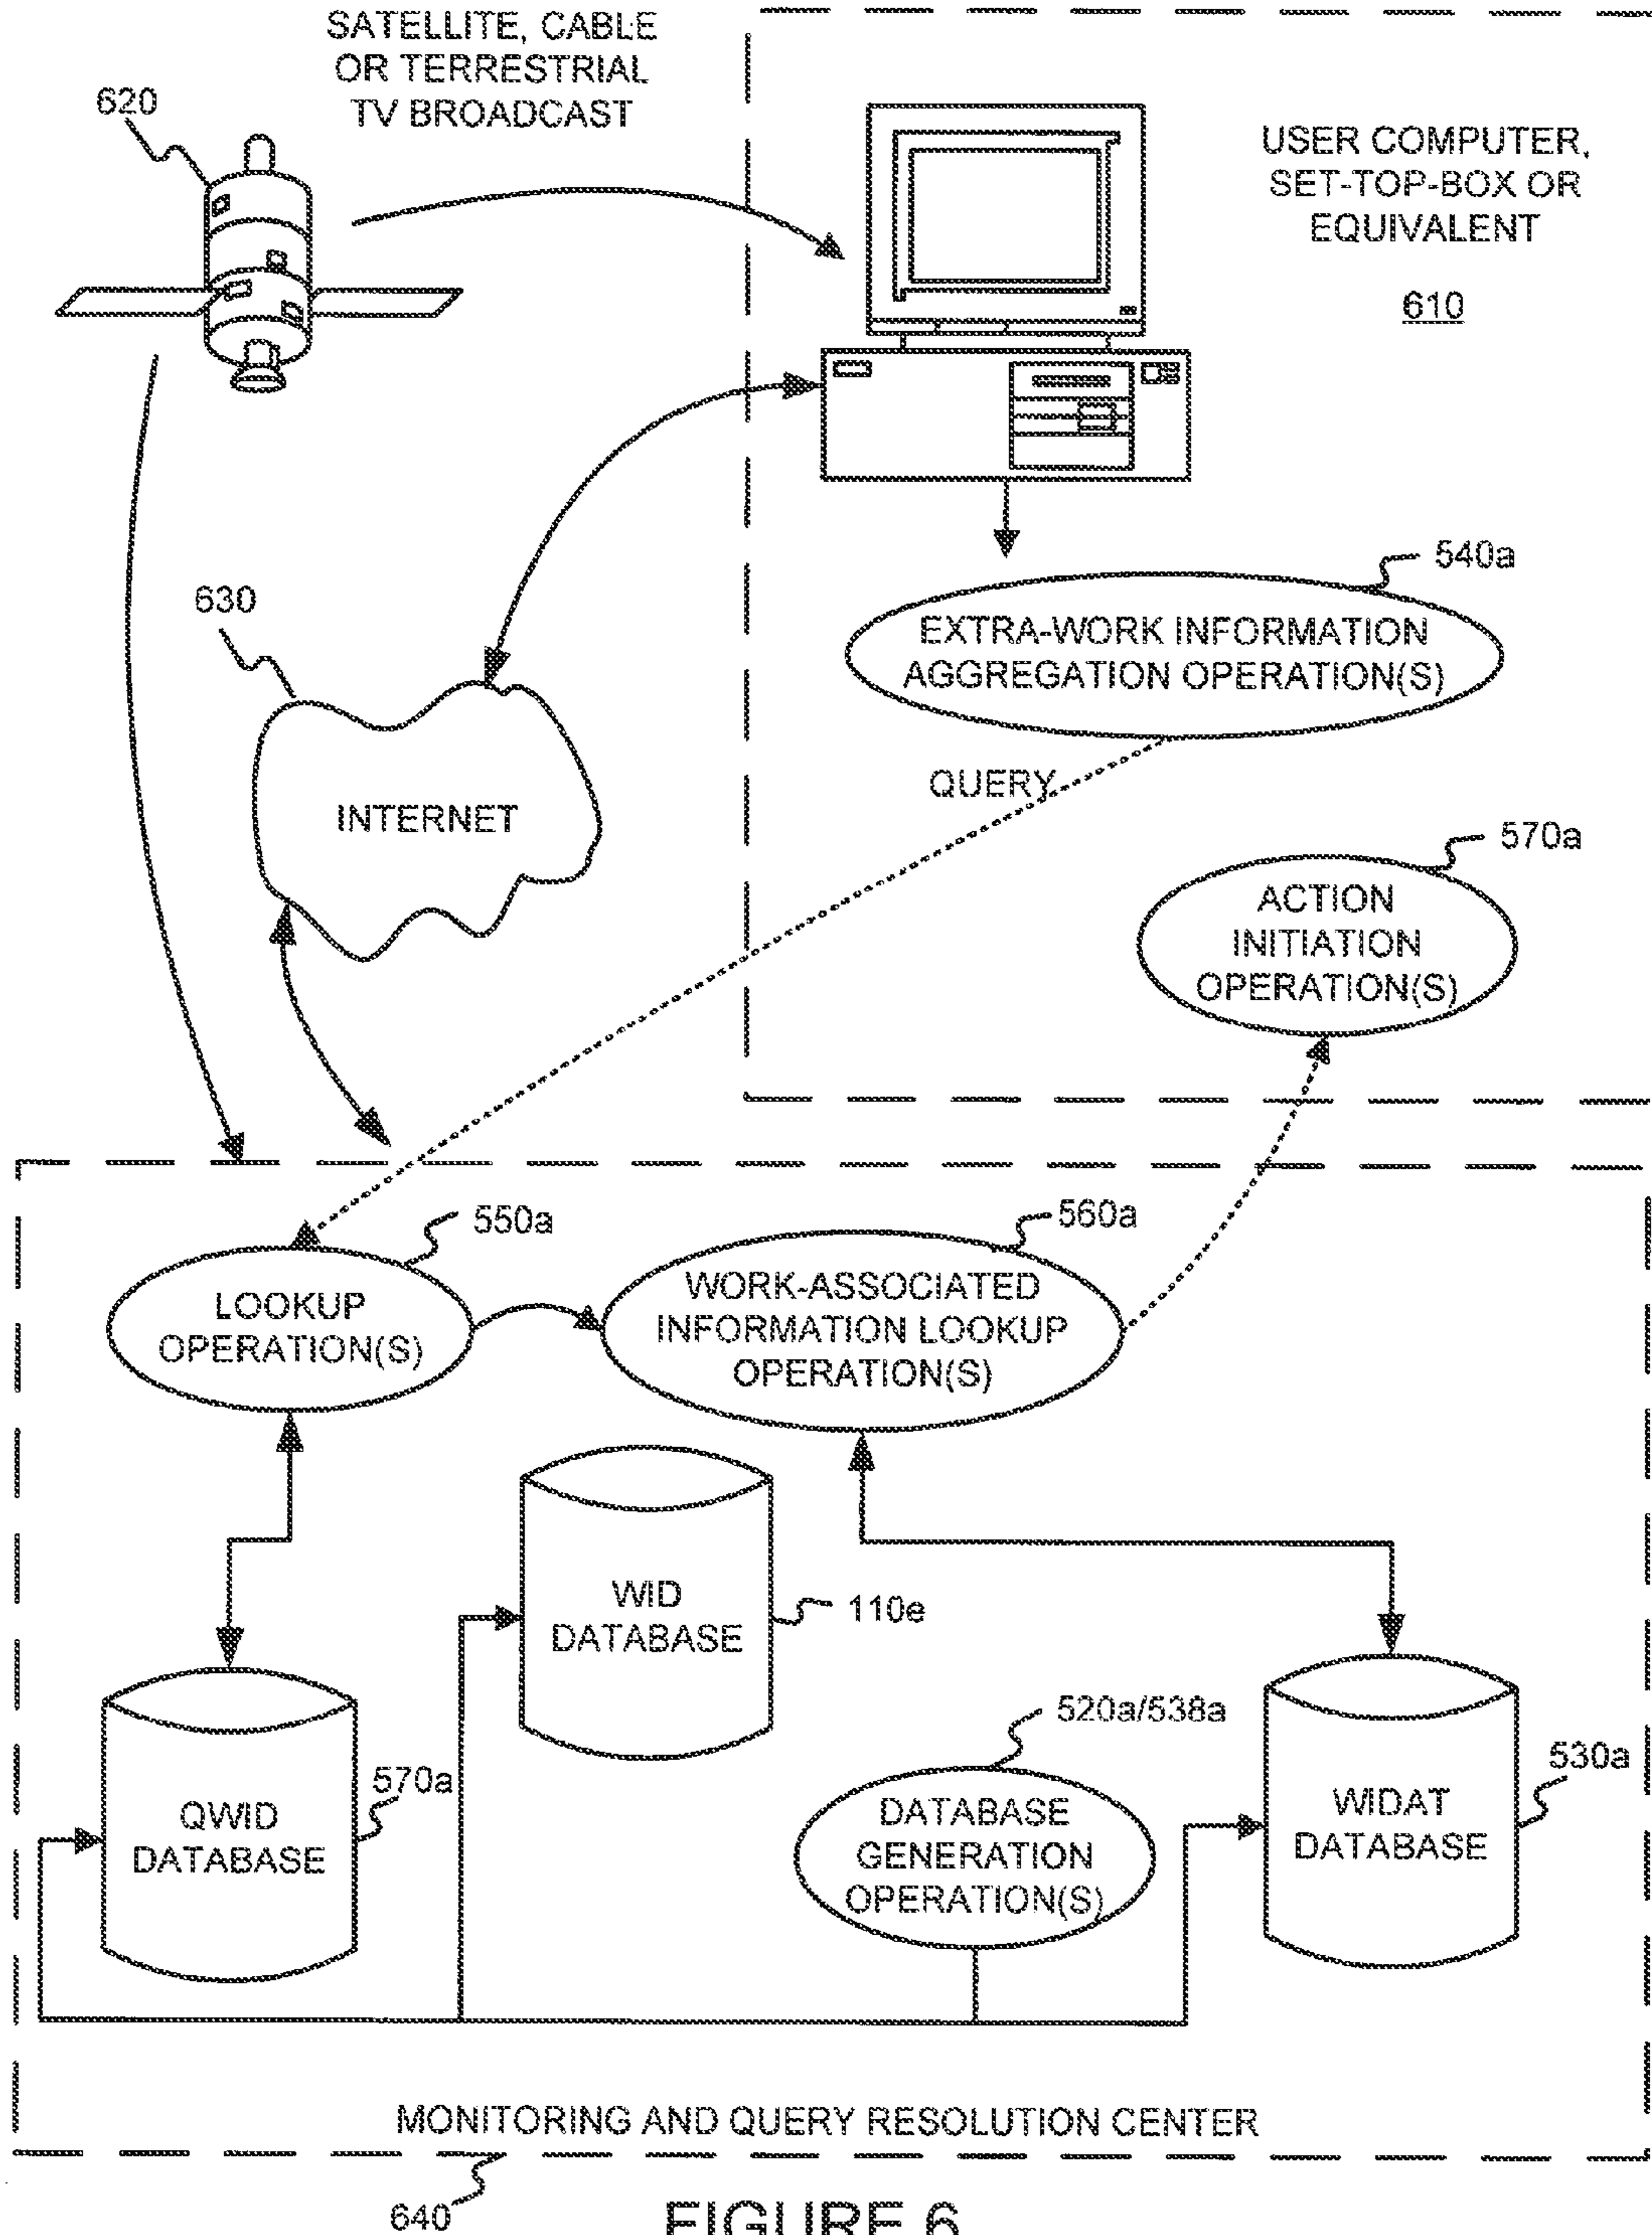 SATELLITE, CABLE
OR TERRESTRIAL
TV BROADCAST
620
USER COMPUTER,
SET-TOP-BOX OR
EQUIVALENT
610
540a
EXTRA-WORK INFORMATION
AGGREGATION OPERATION(S)
630
INTERNET
QUERY
570a
ACTION
INITIATION
OPERATION(S)
550a
LOOKUP
OPERATION(S)
560a
WORK-ASSOCIATED
INFORMATION LOOKUP
OPERATION(S)
WID
DATABASE
110e
520a/538a
DATABASE
GENERATION
OPERATION(S)
570a
QWID
DATABASE
530a
WIDAT
DATABASE
MONITORING AND QUERY RESOLUTION CENTER
640
FIGURE 6